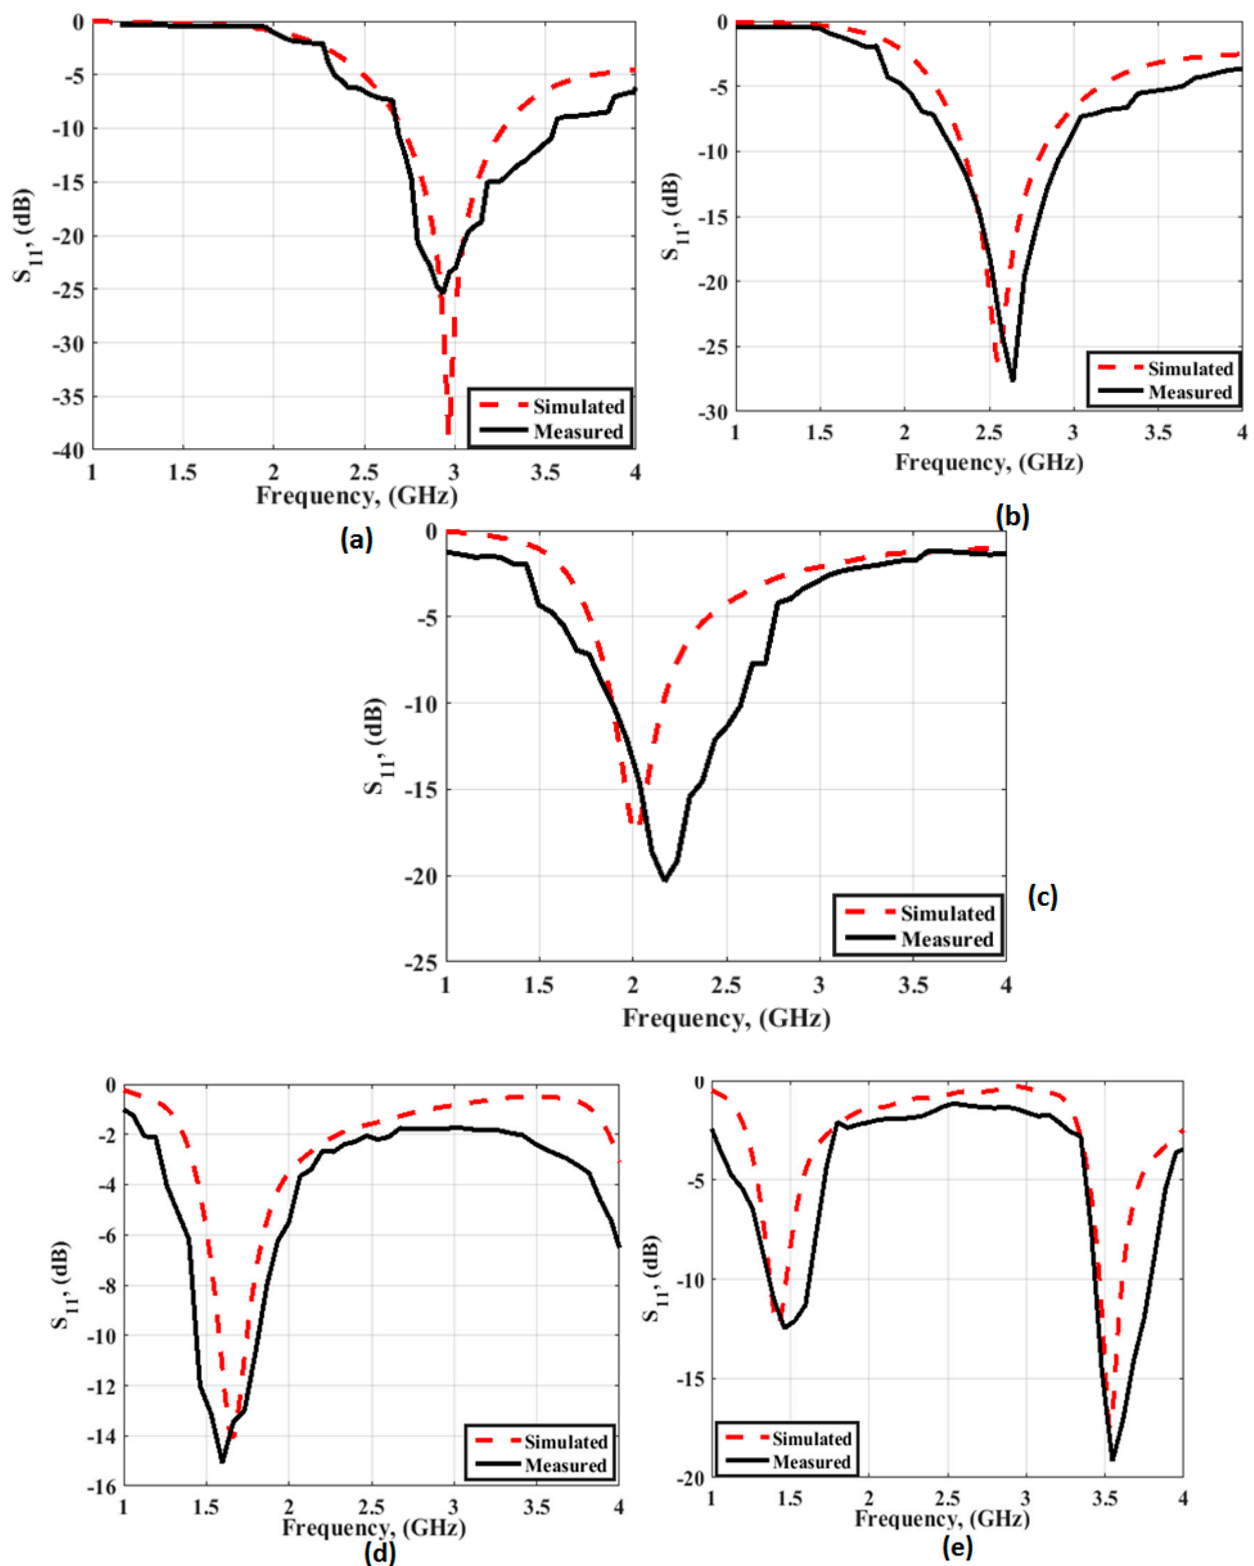 0
-5
-10
-15
-20
-25
-30
-35
-40
S11, (dB)
1 1.5 2 2.5 3 3.5 4
Frequency, (GHz)
Simulated
Measured
(a)
0
-5
-10
-15
-20
-25
-30
S11, (dB)
1 1.5 2 2.5 3 3.5 4
Frequency, (GHz)
Simulated
Measured
(b)
0
-5
-10
-15
-20
-25
S11, (dB)
1 1.5 2 2.5 3 3.5 4
Frequency, (GHz)
Simulated
Measured
(c)
0
-2
-4
-6
-8
-10
-12
-14
-16
S11, (dB)
1 1.5 2 2.5 3 3.5 4
Frequency, (GHz)
Simulated
Measured
(d)
0
-5
-10
-15
-20
S11, (dB)
1 1.5 2 2.5 3 3.5 4
Frequency, (GHz)
Simulated
Measured
(e)